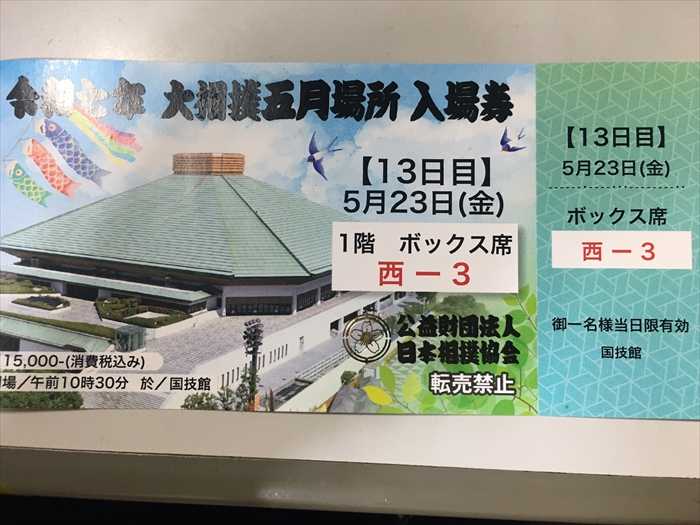 令和七年 大相撲五月場所 入場券
【13日目】
5月23日(金)
1階 ボックス席
西ー3
公益財団法人
日本相撲協会
転売禁止
15,000-(消費税込み)
場／午前10時30分 於／国技館
【13日目】
5月23日(金)
ボックス席
西ー3
御一名様当日限有効
国技館